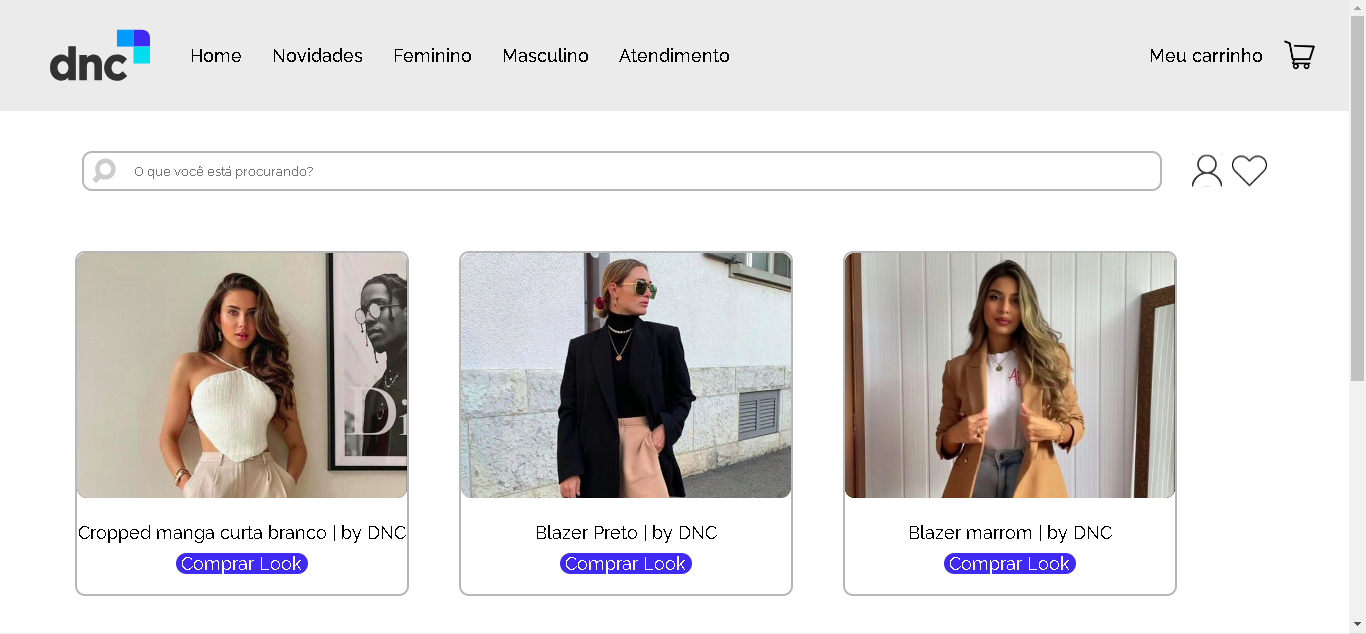 dnc
Home Novidades Feminino Masculino Atendimento
Meu carrinho
O que você está procurando?
Di
Cropped manga curta branco | by DNC
Comprar Look
Blazer Preto | by DNC
Comprar Look
Blazer marrom | by DNC
Comprar Look